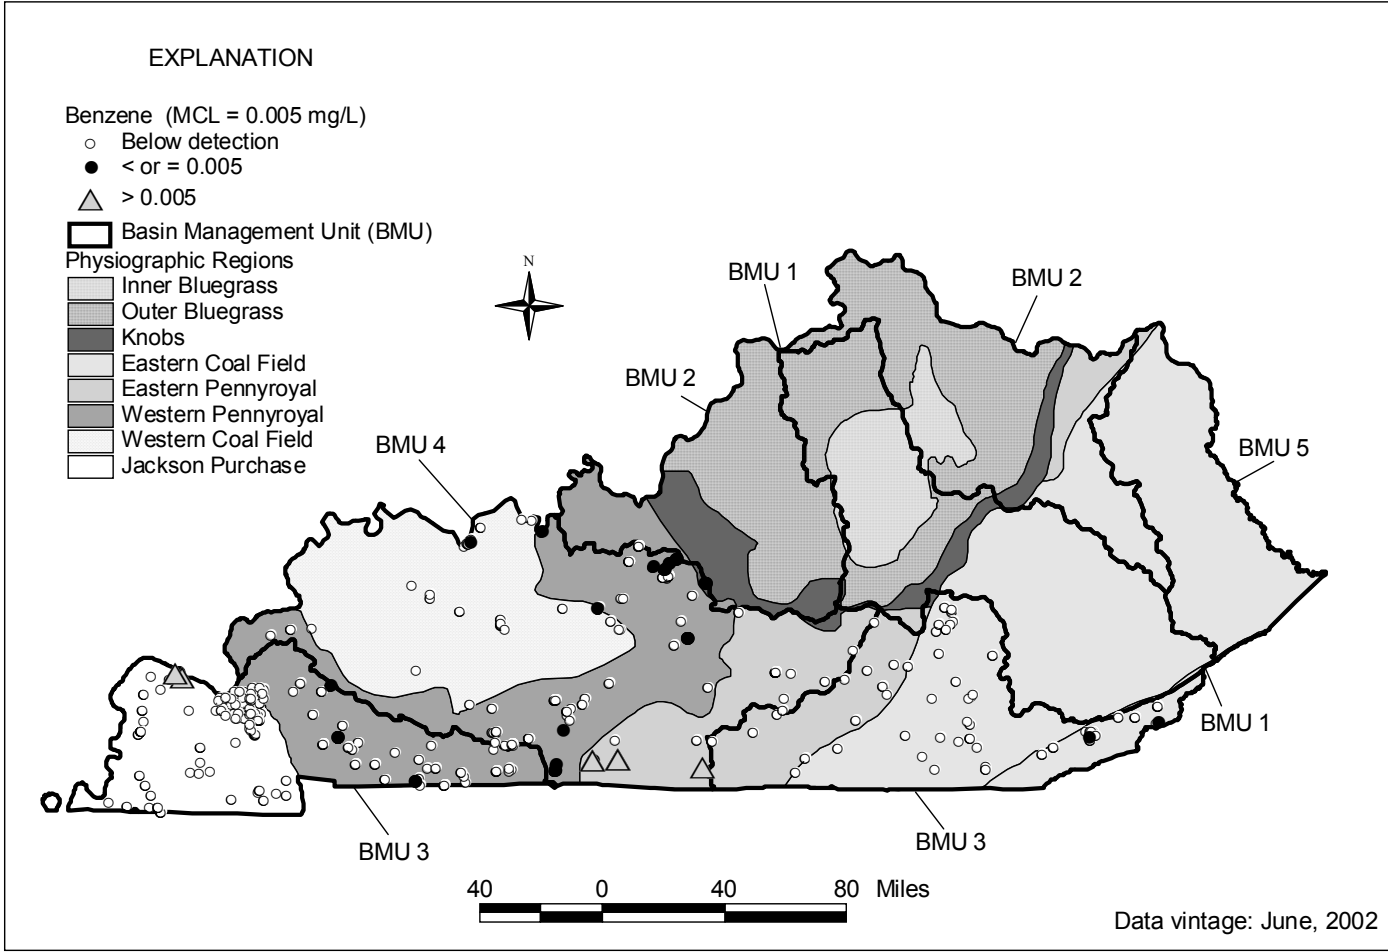 EXPLANATION
Benzene (MCL = 0.005 mg/L)
Below detection
< or = 0.005
> 0.005
Basin Management Unit (BMU)
Physiographic Regions
Inner Bluegrass
Outer Bluegrass
Knobs
Eastern Coal Field
Eastern Pennyroyal
Western Pennyroyal
Western Coal Field
Jackson Purchase
N
BMU 1
BMU 2
BMU 2
BMU 4
BMU 5
BMU 1
BMU 3
BMU 3
40 0 40 80 Miles
Data vintage: June, 2002